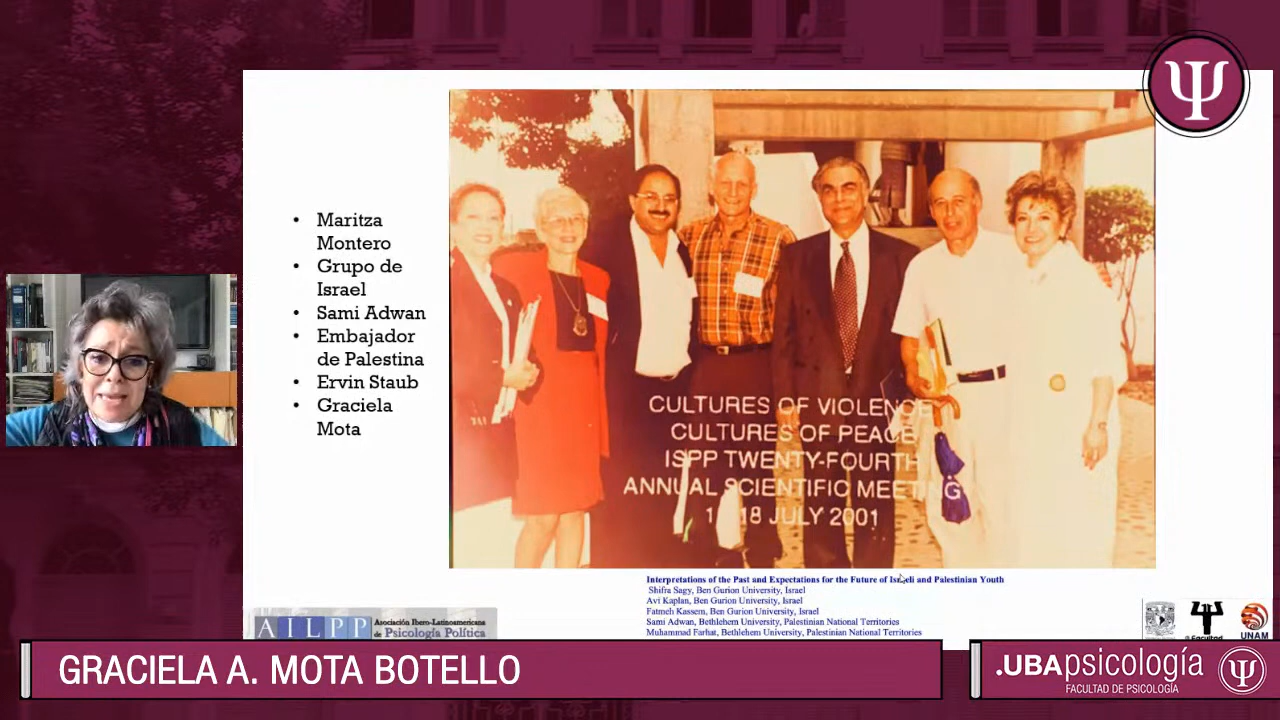 • Maritza
Montero
• Grupo de
Israel
• Sami Adwan
• Embajador
de Palestina
• Ervin Staub
• Graciela
Mota
CULTURES OF VIOLENCE
CULTURES OF PEACE
ISPP TWENTY-FOURTH
ANNUAL SCIENTIFIC MEETING
18 JULY 2001
Interpretations of the Past and Expectations for the Future of Israeli and Palestinian Youth
Shifra Sagy, Ben Gurion University, Israel
Avi Kaplan, Ben Gurion University, Israel
Fatmeh Kassem, Ben Gurion University, Israel
Sami Adwan, Bethlehem University, Palestinian National Territories
Muhammad Farhat, Bethlehem University, Palestinian National Territories
AILPP Asociación Ibero-Latinoamericana
de Psicología Política
Facultad
UNAM
GRACIELA A. MOTA BOTELLO
.UBApsicología
FACULTAD DE PSICOLOGÍA
Ψ
Ψ